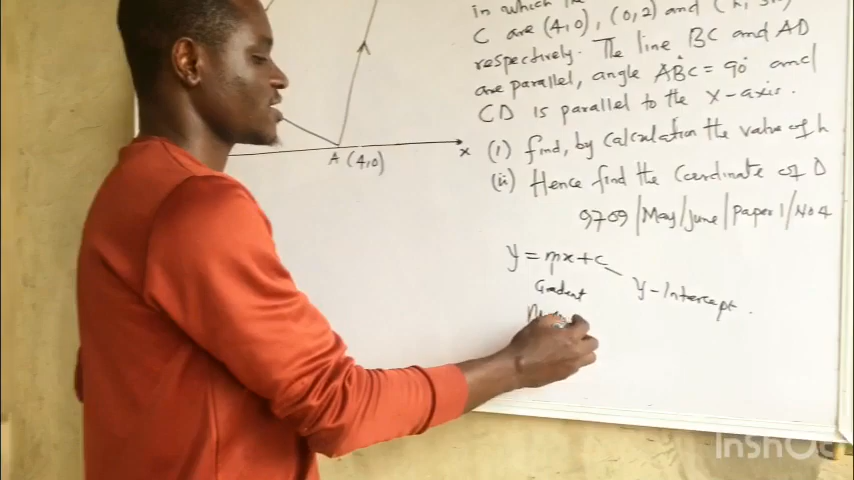 in which the
C are (4,0), (0,2) and (h, 3h)
respectively. The line BC and AD
are parallel, angle ABC = 90° and
CD is parallel to the x-axis.
A (4,0)
x
(i) find, by calculation the value of h
(ii) Hence find the Coordinate of D
9709/May/June/Paper 1/No 4
y = mx+c
Gradient
y-Intercept.
InShOt